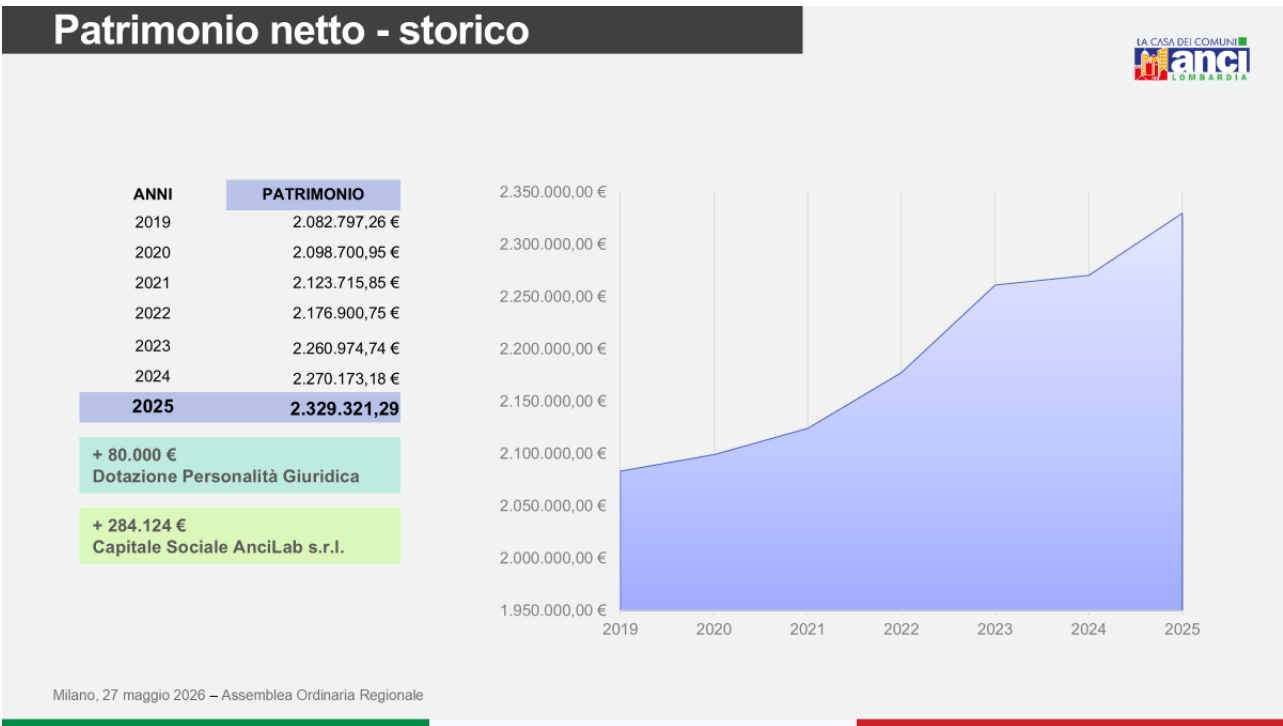 Patrimonio netto - storico
LA CASA DEI COMUNI
anci
LOMBARDIA
ANNI PATRIMONIO
2019 2.082.797,26 €
2020 2.098.700,95 €
2021 2.123.715,85 €
2022 2.176.900,75 €
2023 2.260.974,74 €
2024 2.270.173,18 €
2025 2.329.321,29
+ 80.000 €
Dotazione Personalità Giuridica
+ 284.124 €
Capitale Sociale AnciLab s.r.l.
2.350.000,00 €
2.300.000,00 €
2.250.000,00 €
2.200.000,00 €
2.150.000,00 €
2.100.000,00 €
2.050.000,00 €
2.000.000,00 €
1.950.000,00 €
2019 2020 2021 2022 2023 2024 2025
Milano, 27 maggio 2026 – Assemblea Ordinaria Regionale